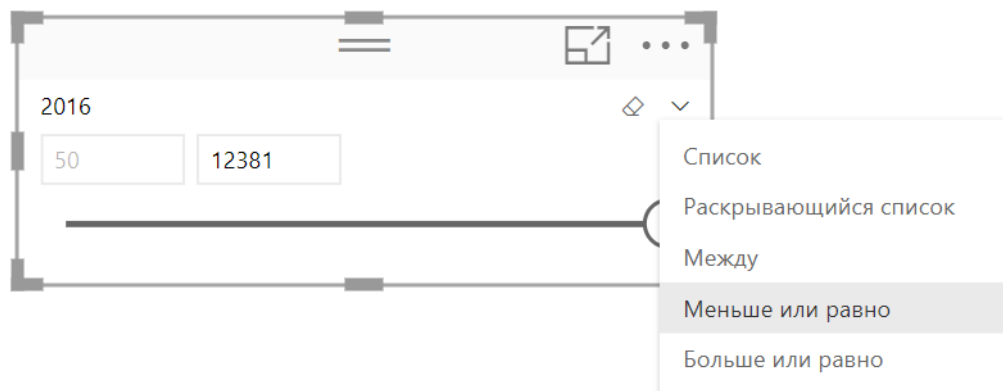 2016
50 12381
Список
Раскрывающийся список
Между
Меньше или равно
Больше или равно